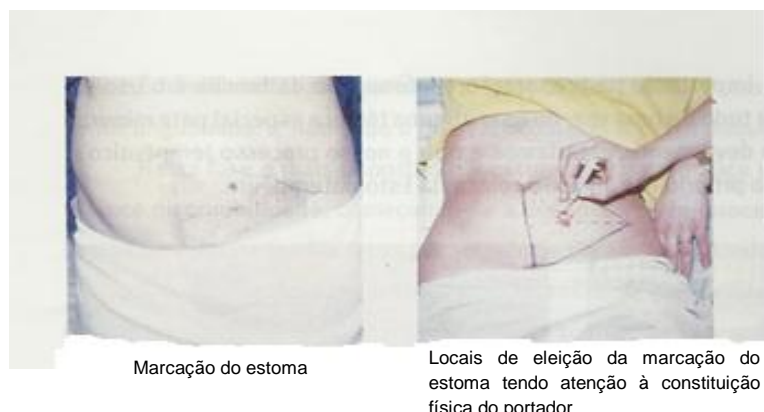 Marcação do estoma
Locais de eleição da marcação do
estoma tendo atenção à constituição
física do portador